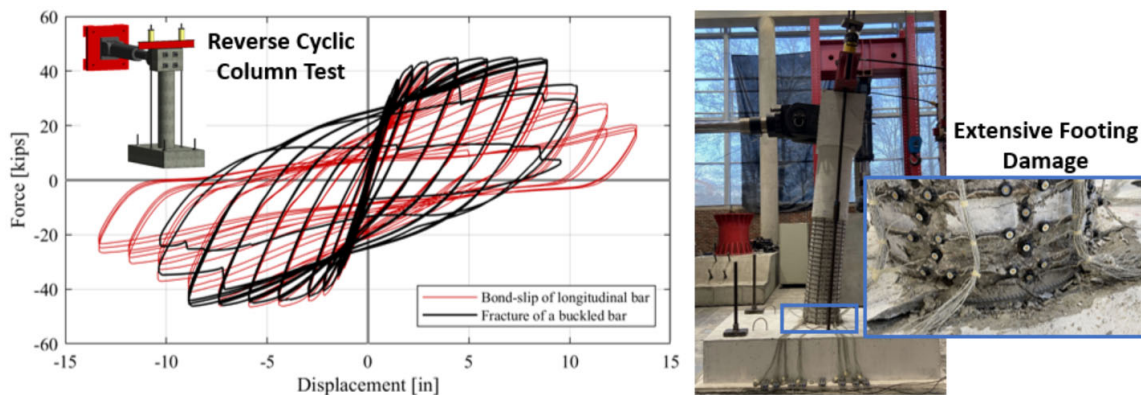 60
40
20
0
-20
-40
-60
Force [kips]
-15
-10
-5
0
5
10
15
Displacement [in]
Reverse Cyclic
Column Test
Bond-slip of longitudinal bar
Fracture of a buckled bar
Extensive Footing
Damage